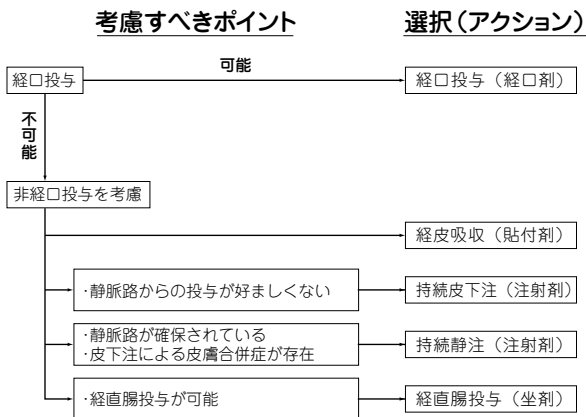 考慮すべきポイント
選択（アクション）
経口投与
可能
経口投与（経口剤）
不可能
非経口投与を考慮
経皮吸収（貼付剤）
・静脈路からの投与が好ましくない
持続皮下注（注射剤）
・静脈路が確保されている
・皮下注による皮膚合併症が存在
持続静注（注射剤）
・経直腸投与が可能
経直腸投与（坐剤）